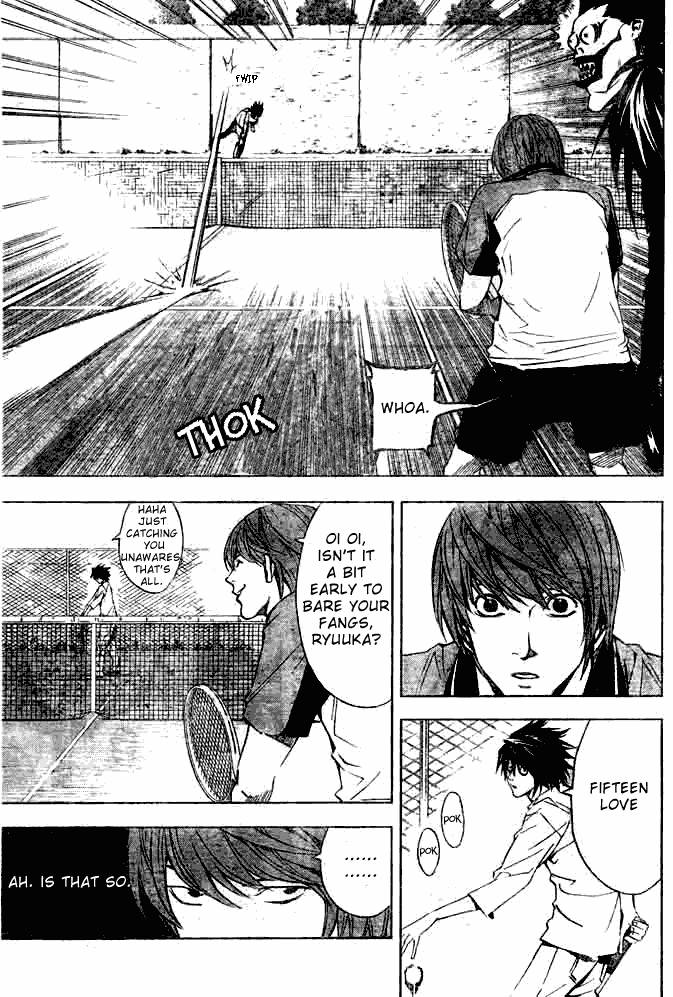 FWIP
THOK
WHOA.
FIFTEEN
LOVE
POK
POK
OI OI,
ISN'T IT
A BIT
EARLY TO
BARE YOUR
FANGS,
RYUUKA?
HAHA
JUST
CATCHING
YOU
UNAWARES
THAT'S
ALL.
......
......
AH. IS THAT SO.